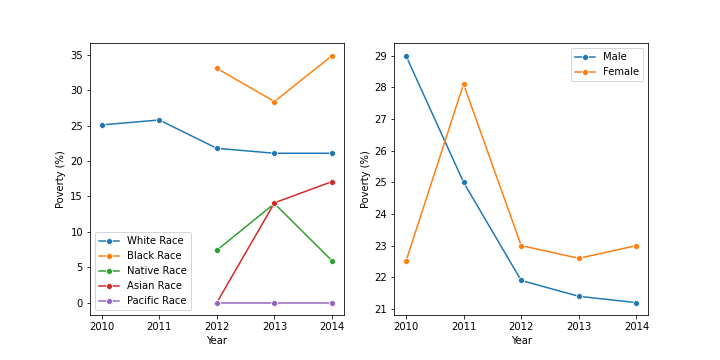 35
30
25
20
15
10
5
0
Poverty (%)
White Race
Black Race
Native Race
Asian Race
Pacific Race
2010 2011 2012 2013 2014
Year
29
28
27
26
25
24
23
22
21
Poverty (%)
Male
Female
2010 2011 2012 2013 2014
Year